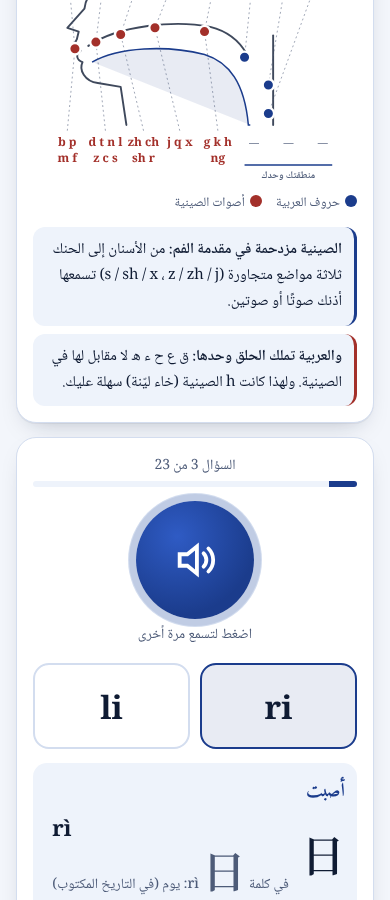 b p d t n l zh ch j q x g k h — — —
m f z c s sh r ng
منطقتك وحدك
حروف العربية أصوات الصينية
الصينية مزدحمة في مقدمة الفم: من الأسنان إلى الحنك
ثلاثة مواضع متجاورة (s / sh / x ، z / zh / j) تسمعها
أذنك صوتًا أو صوتين.
والعربية تملك الحلق وحدها: ق ع ح ء ه لا مقابل لها في
الصينية. ولهذا كانت h الصينية (خاء ليّنة) سهلة عليك.
السؤال 3 من 23
اضغط لتسمع مرة أخرى
ri
li
أصبت
日 rì
في كلمة 日 rì: يوم (في التاريخ المكتوب)